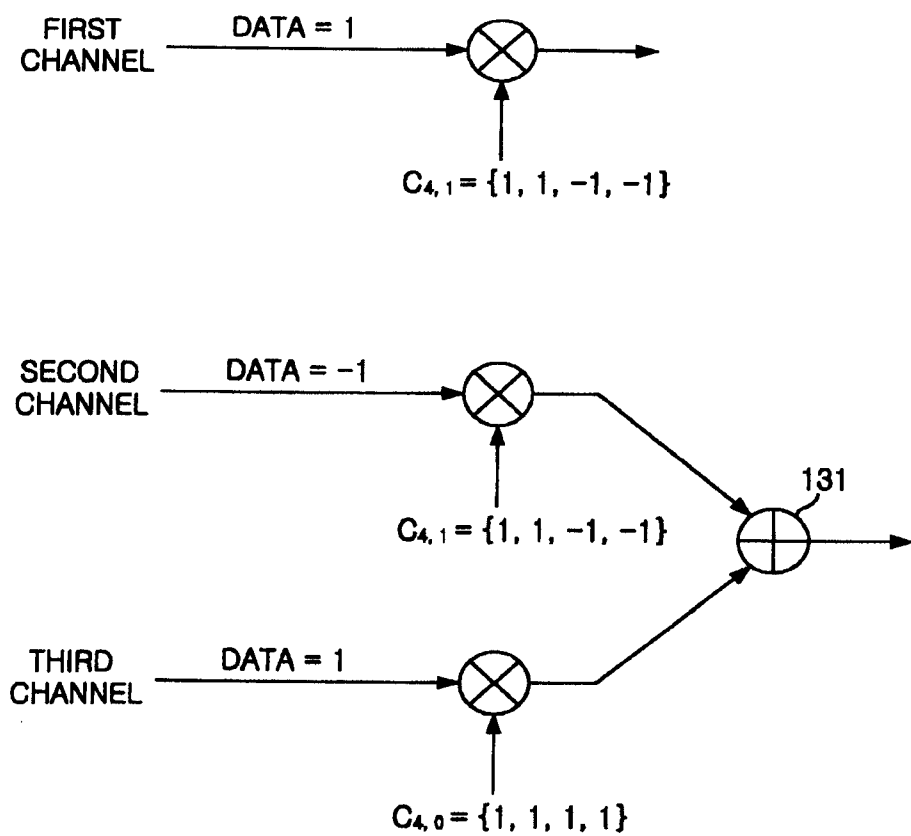 FIRST
CHANNEL
DATA = 1
C4, 1 = {1, 1, -1, -1}
SECOND
CHANNEL
DATA = -1
C4, 1 = {1, 1, -1, -1}
131
THIRD
CHANNEL
DATA = 1
C4, 0 = {1, 1, 1, 1}